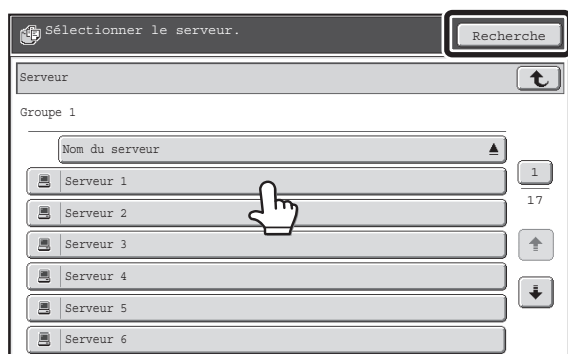 Sélectionner le serveur.
Recherche
Serveur
Groupe 1
Nom du serveur
Serveur 1
1
17
Serveur 2
Serveur 3
Serveur 4
Serveur 5
Serveur 6